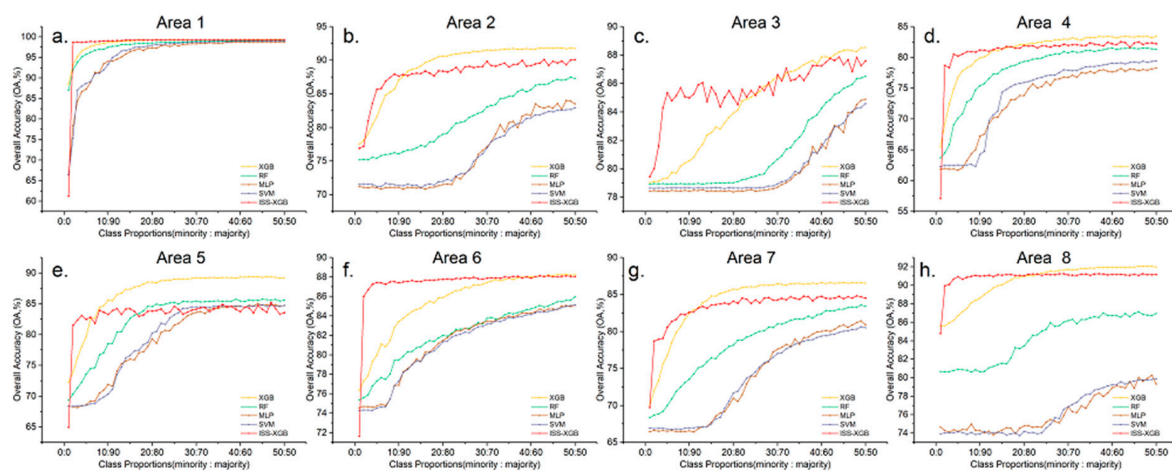 Area 1
a.
Overall Accuracy (OA,%)
100
95
90
85
80
75
70
65
60
XGB
RF
MLP
SVM
ISS-XGB
0:0 10:90 20:80 30:70 40:60 50:50
Class Proportions(minority : majority)
Area 2
b.
Overall Accuracy (OA,%)
95
90
85
80
75
70
XGB
RF
MLP
SVM
ISS-XGB
0:0 10:90 20:80 30:70 40:60 50:50
Class Proportions(minority : majority)
Area 3
c.
Overall Accuracy (OA,%)
90
88
86
84
82
80
78
XGB
RF
MLP
SVM
ISS-XGB
0:0 10:90 20:80 30:70 40:60 50:50
Class Proportions(minority : majority)
Area 4
d.
Overall Accuracy (OA,%)
85
80
75
70
65
60
55
XGB
RF
MLP
SVM
ISS-XGB
0:0 10:90 20:80 30:70 40:60 50:50
Class Proportions(minority : majority)
Area 5
e.
Overall Accuracy (OA,%)
95
90
85
80
75
70
65
XGB
RF
MLP
SVM
ISS-XGB
0:0 10:90 20:80 30:70 40:60 50:50
Class Proportions(minority : majority)
Area 6
f.
Overall Accuracy (OA,%)
90
88
86
84
82
80
78
76
74
72
XGB
RF
MLP
SVM
ISS-XGB
0:0 10:90 20:80 30:70 40:60 50:50
Class Proportions(minority : majority)
Area 7
g.
Overall Accuracy (OA,%)
90
85
80
75
70
65
XGB
RF
MLP
SVM
ISS-XGB
0:0 10:90 20:80 30:70 40:60 50:50
Class Proportions(minority : majority)
Area 8
h.
Overall Accuracy (OA,%)
92
90
88
86
84
82
80
78
76
74
XGB
RF
MLP
SVM
ISS-XGB
0:0 10:90 20:80 30:70 40:60 50:50
Class Proportions(minority : majority)